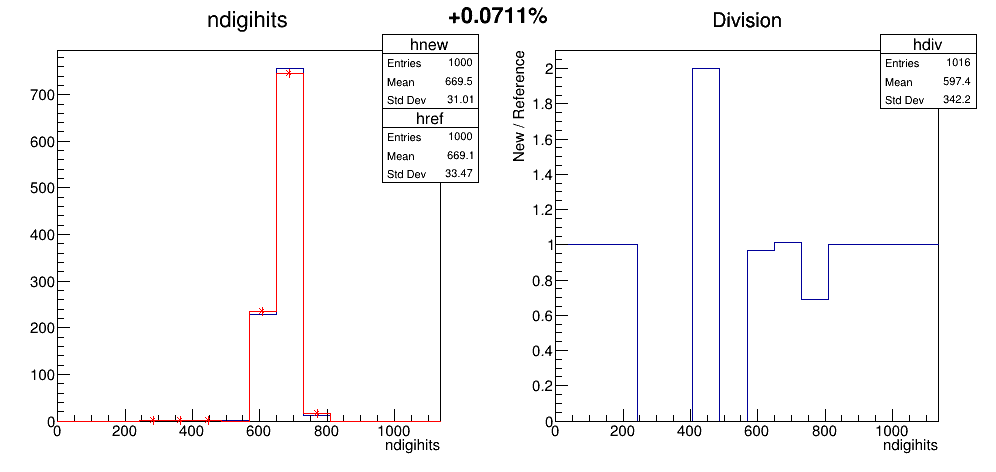 +0.0711%
ndigihits
hnew
Entries 1000
Mean 669.5
Std Dev 31.01
href
Entries 1000
Mean 669.1
Std Dev 33.47
700
600
500
400
300
200
100
0
0 200 400 600 800 1000
ndigihits
Division
hdiv
Entries 1016
Mean 597.4
Std Dev 342.2
New / Reference
2
1.8
1.6
1.4
1.2
1
0.8
0.6
0.4
0.2
0
0 200 400 600 800 1000
ndigihits